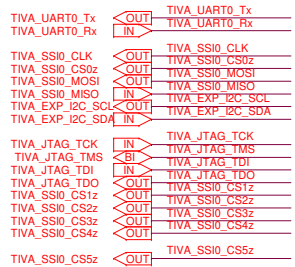 TIVA_UART0_Tx OUT TIVA_UART0_Tx
TIVA_UART0_Rx IN TIVA_UART0_Rx
TIVA_SSI0_CLK OUT TIVA_SSI0_CLK
TIVA_SSI0_CS0z OUT TIVA_SSI0_CS0z
TIVA_SSI0_MOSI OUT TIVA_SSI0_MOSI
TIVA_SSI0_MISO IN TIVA_SSI0_MISO
TIVA_EXP_I2C_SCL OUT TIVA_EXP_I2C_SCL
TIVA_EXP_I2C_SDA IN TIVA_EXP_I2C_SDA
TIVA_JTAG_TCK IN TIVA_JTAG_TCK
TIVA_JTAG_TMS BI TIVA_JTAG_TMS
TIVA_JTAG_TDI IN TIVA_JTAG_TDI
TIVA_JTAG_TDO OUT TIVA_JTAG_TDO
TIVA_SSI0_CS1z OUT TIVA_SSI0_CS1z
TIVA_SSI0_CS2z OUT TIVA_SSI0_CS2z
TIVA_SSI0_CS3z OUT TIVA_SSI0_CS3z
TIVA_SSI0_CS4z OUT TIVA_SSI0_CS4z
TIVA_SSI0_CS5z OUT TIVA_SSI0_CS5z